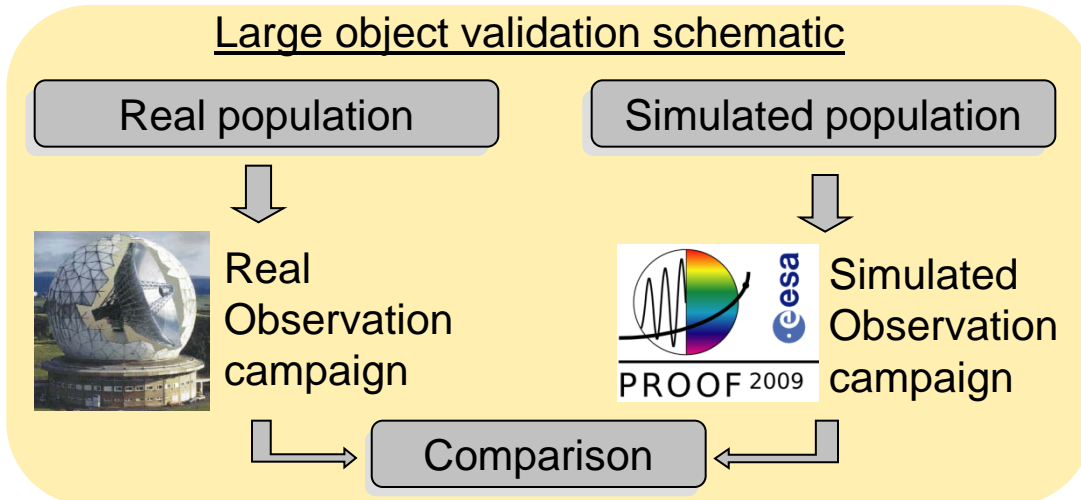 Large object validation schematic
Real population
Simulated population
Real
Observation
campaign
esa
PROOF 2009
Simulated
Observation
campaign
Comparison